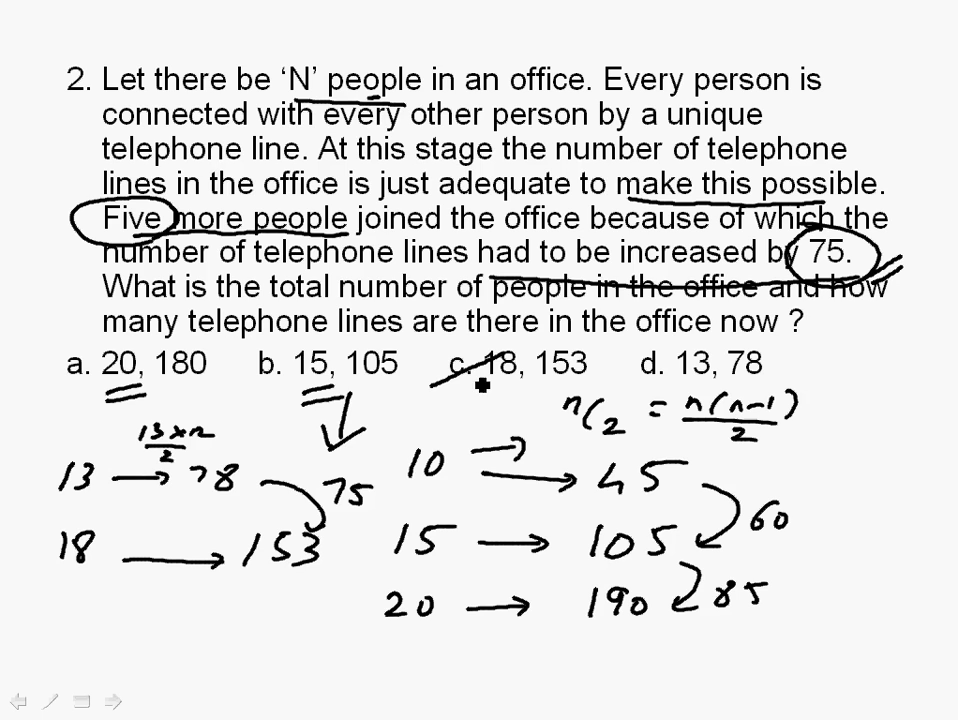 2. Let there be ‘N’ people in an office. Every person is
connected with every other person by a unique
telephone line. At this stage the number of telephone
lines in the office is just adequate to make this possible.
Five more people joined the office because of which the
number of telephone lines had to be increased by 75.
What is the total number of people in the office and how
many telephone lines are there in the office now ?
a. 20, 180 b. 15, 105 c. 18, 153 d. 13, 78
nC2 = n(n-1)/2
13×12/2
13 → 78
75
18 → 153
10 → 45
60
15 → 105
85
20 → 190